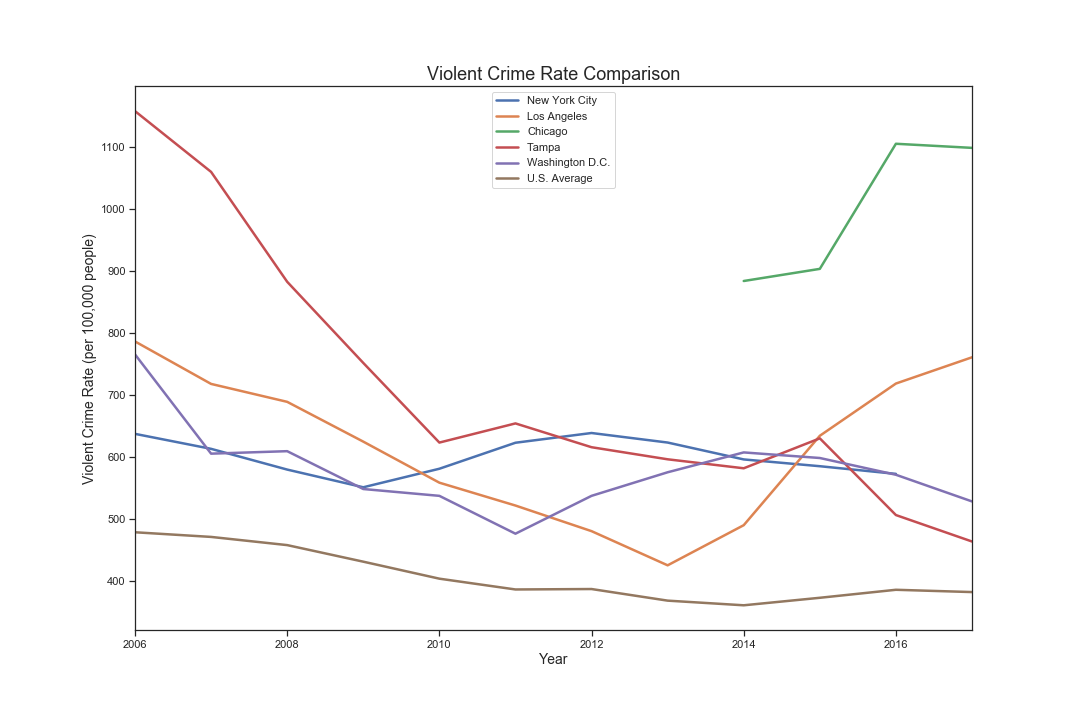 Violent Crime Rate Comparison
New York City
Los Angeles
Chicago
Tampa
Washington D.C.
U.S. Average
Violent Crime Rate (per 100,000 people)
1100
1000
900
800
700
600
500
400
2006 2008 2010 2012 2014 2016
Year